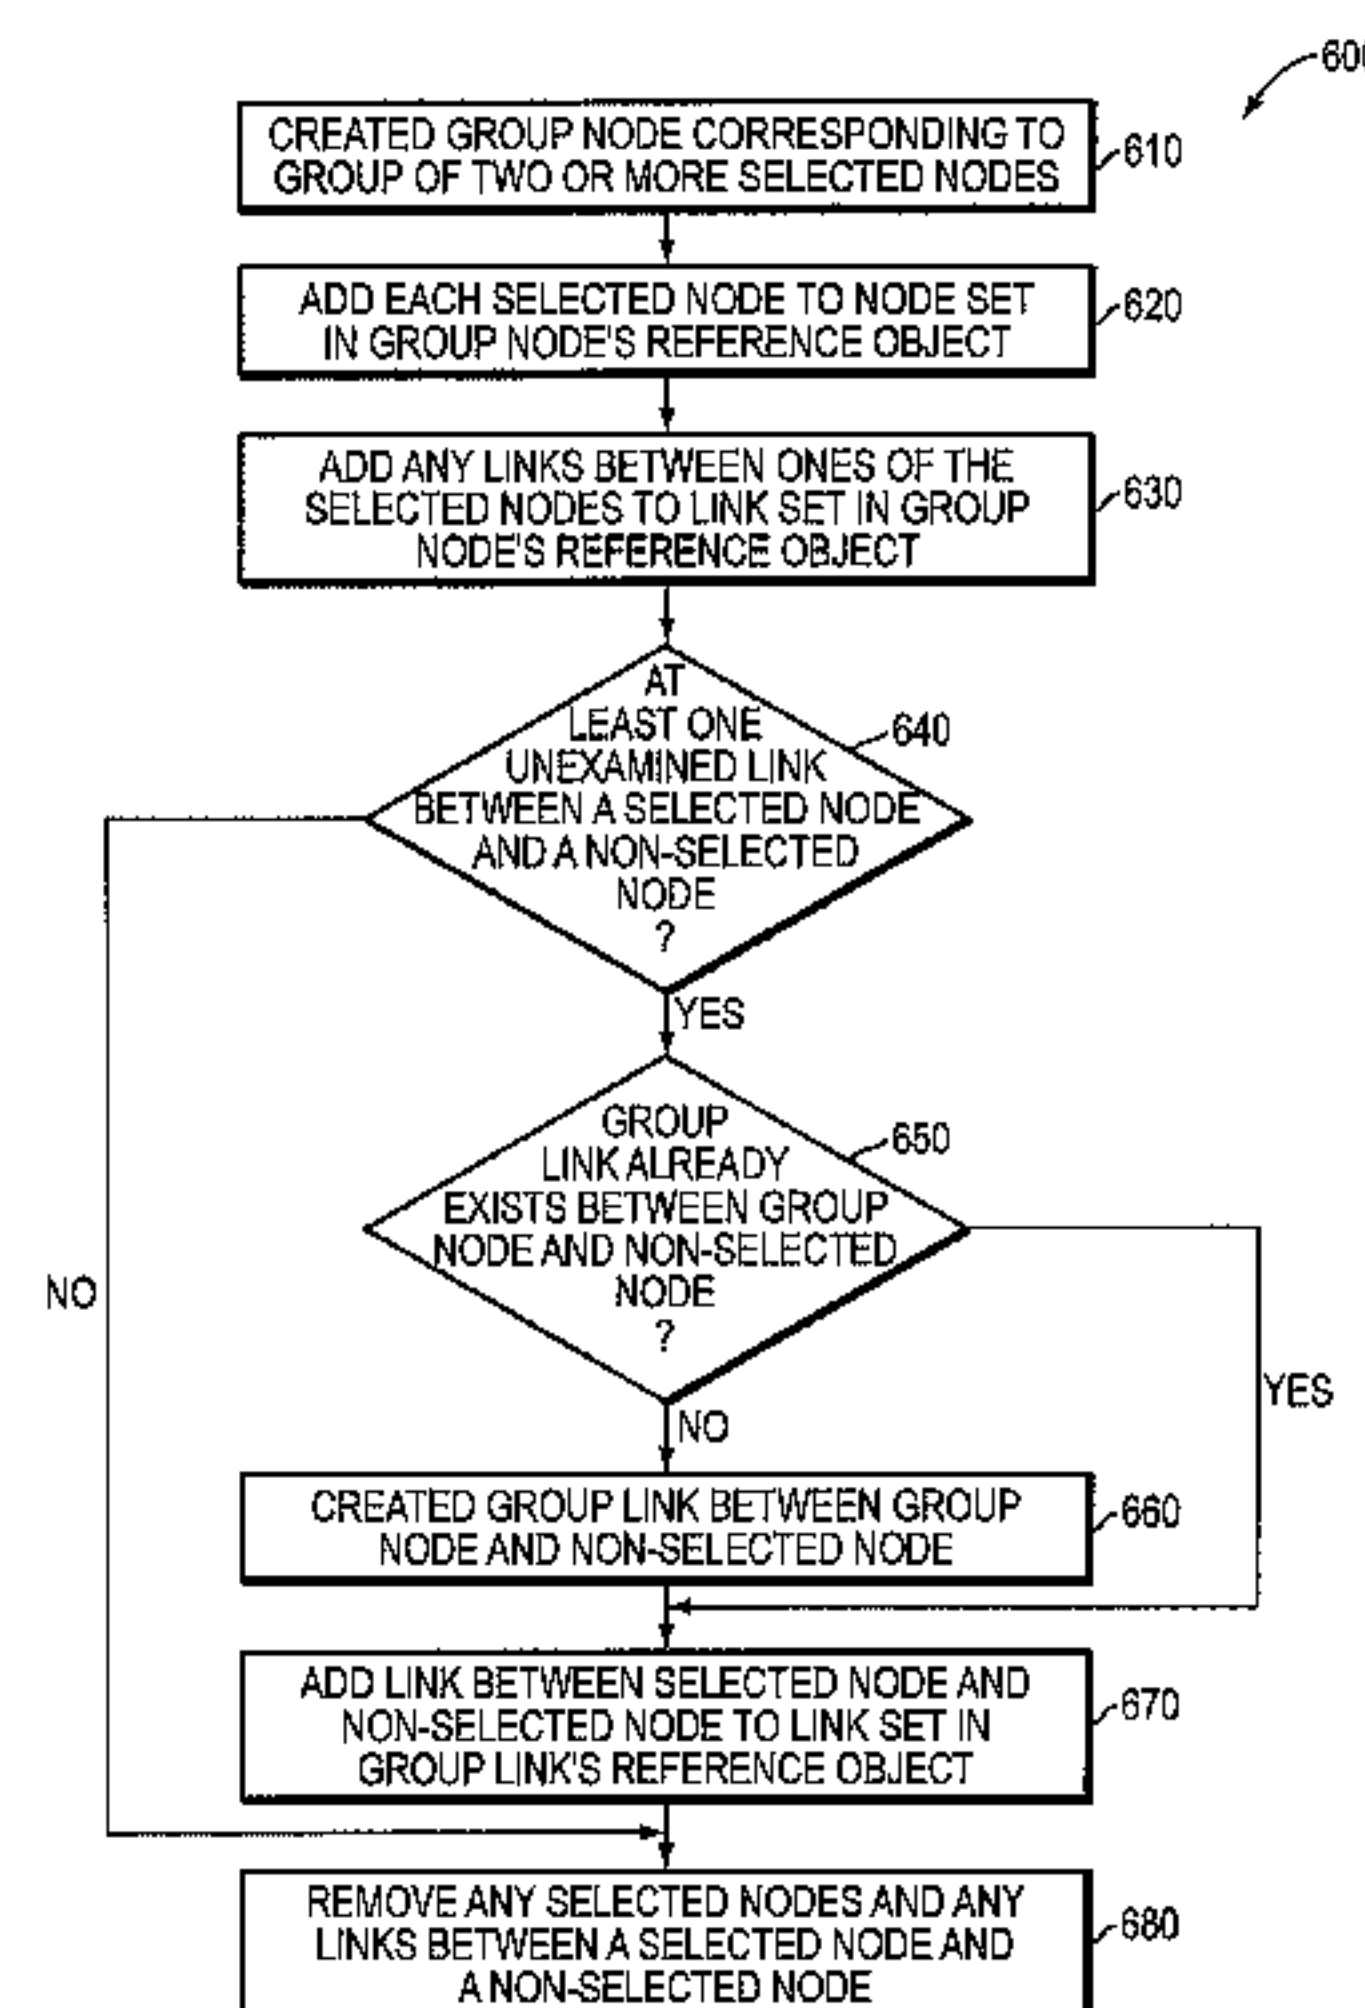 600
CREATED GROUP NODE CORRESPONDING TO
GROUP OF TWO OR MORE SELECTED NODES
610
ADD EACH SELECTED NODE TO NODE SET
IN GROUP NODE'S REFERENCE OBJECT
620
ADD ANY LINKS BETWEEN ONES OF THE
SELECTED NODES TO LINK SET IN GROUP
NODE'S REFERENCE OBJECT
630
AT
LEAST ONE
UNEXAMINED LINK
BETWEEN A SELECTED NODE
AND A NON-SELECTED
NODE
?
640
YES
GROUP
LINK ALREADY
EXISTS BETWEEN GROUP
NODE AND NON-SELECTED
NODE
?
650
NO
YES
NO
CREATED GROUP LINK BETWEEN GROUP
NODE AND NON-SELECTED NODE
660
ADD LINK BETWEEN SELECTED NODE AND
NON-SELECTED NODE TO LINK SET IN
GROUP LINK'S REFERENCE OBJECT
670
REMOVE ANY SELECTED NODES AND ANY
LINKS BETWEEN A SELECTED NODE AND
A NON-SELECTED NODE
680